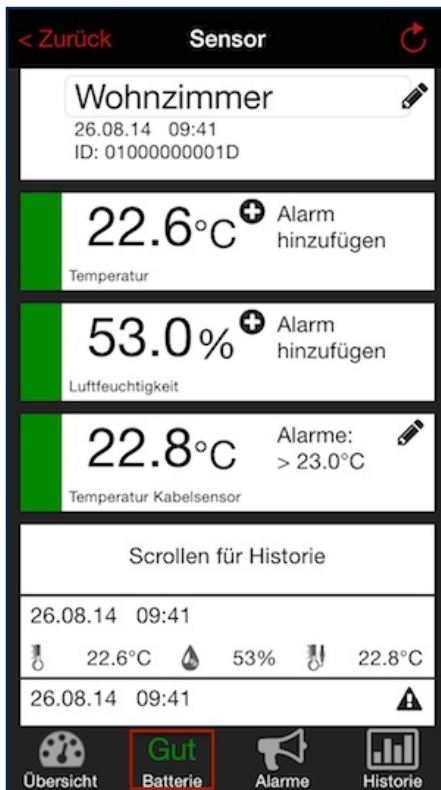 < Zurück Sensor
Wohnzimmer
26.08.14 09:41
ID: 01000000001D
22.6°C Alarm
hinzufügen
Temperatur
53.0% Alarm
hinzufügen
Luftfeuchtigkeit
22.8°C Alarme:
> 23.0°C
Temperatur Kabelsensor
Scrollen für Historie
26.08.14 09:41
22.6°C 53% 22.8°C
26.08.14 09:41
Gut
Übersicht Batterie Alarme Historie